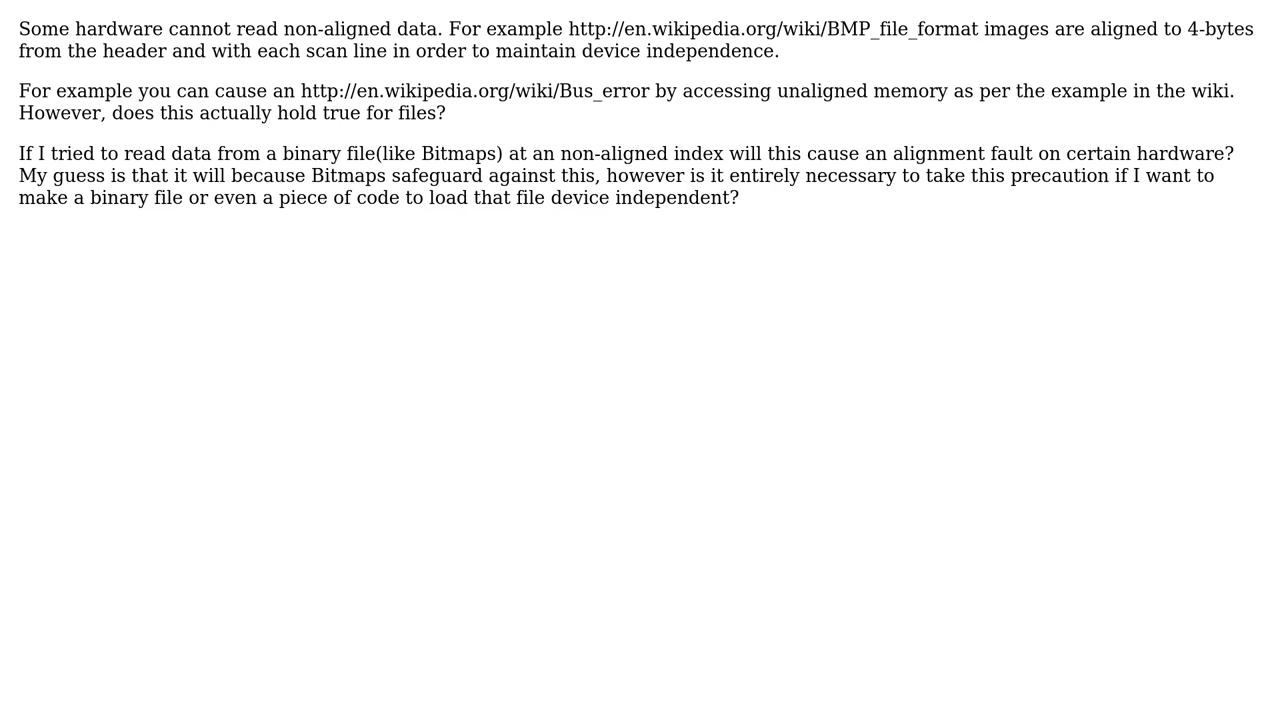 Some hardware cannot read non-aligned data. For example http://en.wikipedia.org/wiki/BMP_file_format images are aligned to 4-bytes
from the header and with each scan line in order to maintain device independence.
For example you can cause an http://en.wikipedia.org/wiki/Bus_error by accessing unaligned memory as per the example in the wiki.
However, does this actually hold true for files?
If I tried to read data from a binary file(like Bitmaps) at an non-aligned index will this cause an alignment fault on certain hardware?
My guess is that it will because Bitmaps safeguard against this, however is it entirely necessary to take this precaution if I want to
make a binary file or even a piece of code to load that file device independent?